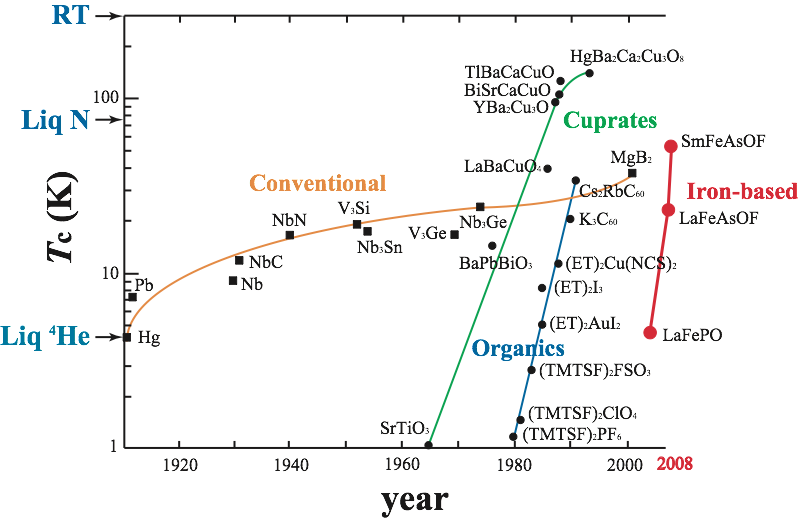 RT
HgBa₂Ca₂Cu₃O₈
TlBaCaCuO
BiSrCaCuO
YBa₂Cu₃O
100
Liq N
Cuprates
SmFeAsOF
MgB₂
LaBaCuO₄
Conventional
Cs₂RbC₆₀
Iron-based
Tc (K)
V₃Si
NbN
Nb₃Ge
K₃C₆₀
LaFeAsOF
V₃Ge
Nb₃Sn
BaPbBiO₃
(ET)₂Cu(NCS)₂
NbC
10
Nb
Pb
(ET)₂I₃
(ET)₂AuI₂
Liq ⁴He
Hg
LaFePO
Organics
(TMTSF)₂FSO₃
(TMTSF)₂ClO₄
SrTiO₃
(TMTSF)₂PF₆
1
1920 1940 1960 1980 2000 2008
year